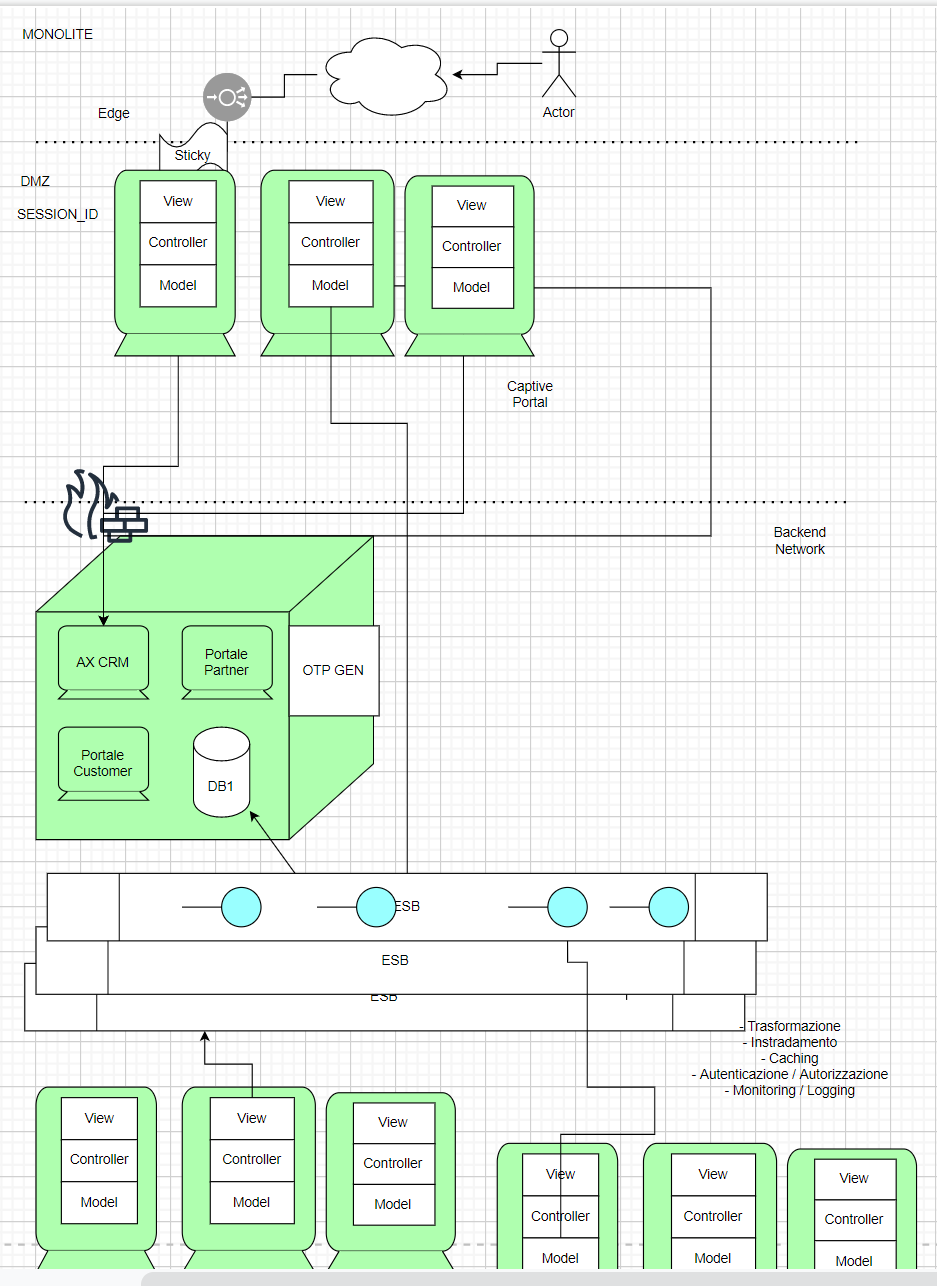 MONOLITE
Edge
Actor
Sticky
DMZ
SESSION_ID
View
Controller
Model
View
Controller
Model
View
Controller
Model
Captive
Portal
Backend
Network
AX CRM
Portale
Partner
OTP GEN
Portale
Customer
DB1
ESB
ESB
ESB
- Trasformazione
- Instradamento
- Caching
- Autenticazione / Autorizzazione
- Monitoring / Logging
View
Controller
Model
View
Controller
Model
View
Controller
Model
View
Controller
Model
View
Controller
Model
View
Controller
Model